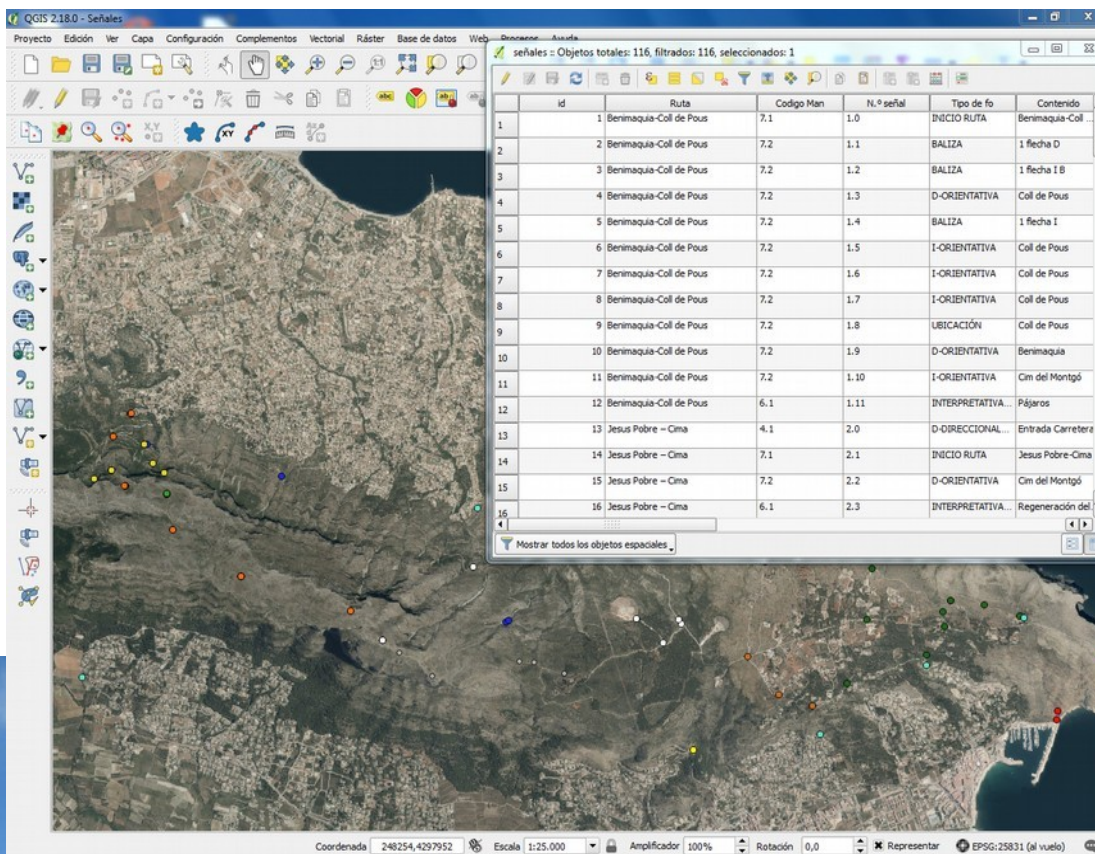 QGIS 2.18.0 - Señales
Proyecto Edición Ver Capa Configuración Complementos Vectorial Ráster Base de datos Web Procesos Ayuda
señales :: Objetos totales: 116, filtrados: 116, seleccionados: 1
id Ruta Codigo Man N.º señal Tipo de fo Contenido
1 1 Benimaquia-Coll de Pous 7.1 1.0 INICIO RUTA Benimaquia-Coll ...
2 2 Benimaquia-Coll de Pous 7.2 1.1 BALIZA 1 flecha D
3 3 Benimaquia-Coll de Pous 7.2 1.2 BALIZA 1 flecha I B
4 4 Benimaquia-Coll de Pous 7.2 1.3 D-ORIENTATIVA Coll de Pous
5 5 Benimaquia-Coll de Pous 7.2 1.4 BALIZA 1 flecha I
6 6 Benimaquia-Coll de Pous 7.2 1.5 I-ORIENTATIVA Coll de Pous
7 7 Benimaquia-Coll de Pous 7.2 1.6 I-ORIENTATIVA Coll de Pous
8 8 Benimaquia-Coll de Pous 7.2 1.7 I-ORIENTATIVA Coll de Pous
9 9 Benimaquia-Coll de Pous 7.2 1.8 UBICACIÓN Coll de Pous
10 10 Benimaquia-Coll de Pous 7.2 1.9 D-ORIENTATIVA Benimaquia
11 11 Benimaquia-Coll de Pous 7.2 1.10 I-ORIENTATIVA Cim del Montgó
12 12 Benimaquia-Coll de Pous 6.1 1.11 INTERPRETATIVA... Pájaros
13 13 Jesus Pobre – Cima 4.1 2.0 D-DIRECCIONAL... Entrada Carretera
14 14 Jesus Pobre – Cima 7.1 2.1 INICIO RUTA Jesus Pobre-Cima
15 15 Jesus Pobre – Cima 7.2 2.2 D-ORIENTATIVA Cim del Montgó
16 16 Jesus Pobre – Cima 6.1 2.3 INTERPRETATIVA... Regeneración del
Mostrar todos los objetos espaciales
Coordenada 248254,4297952 Escala 1:25.000 Amplificador 100% Rotación 0,0 Representar EPSG:25831 (al vuelo)